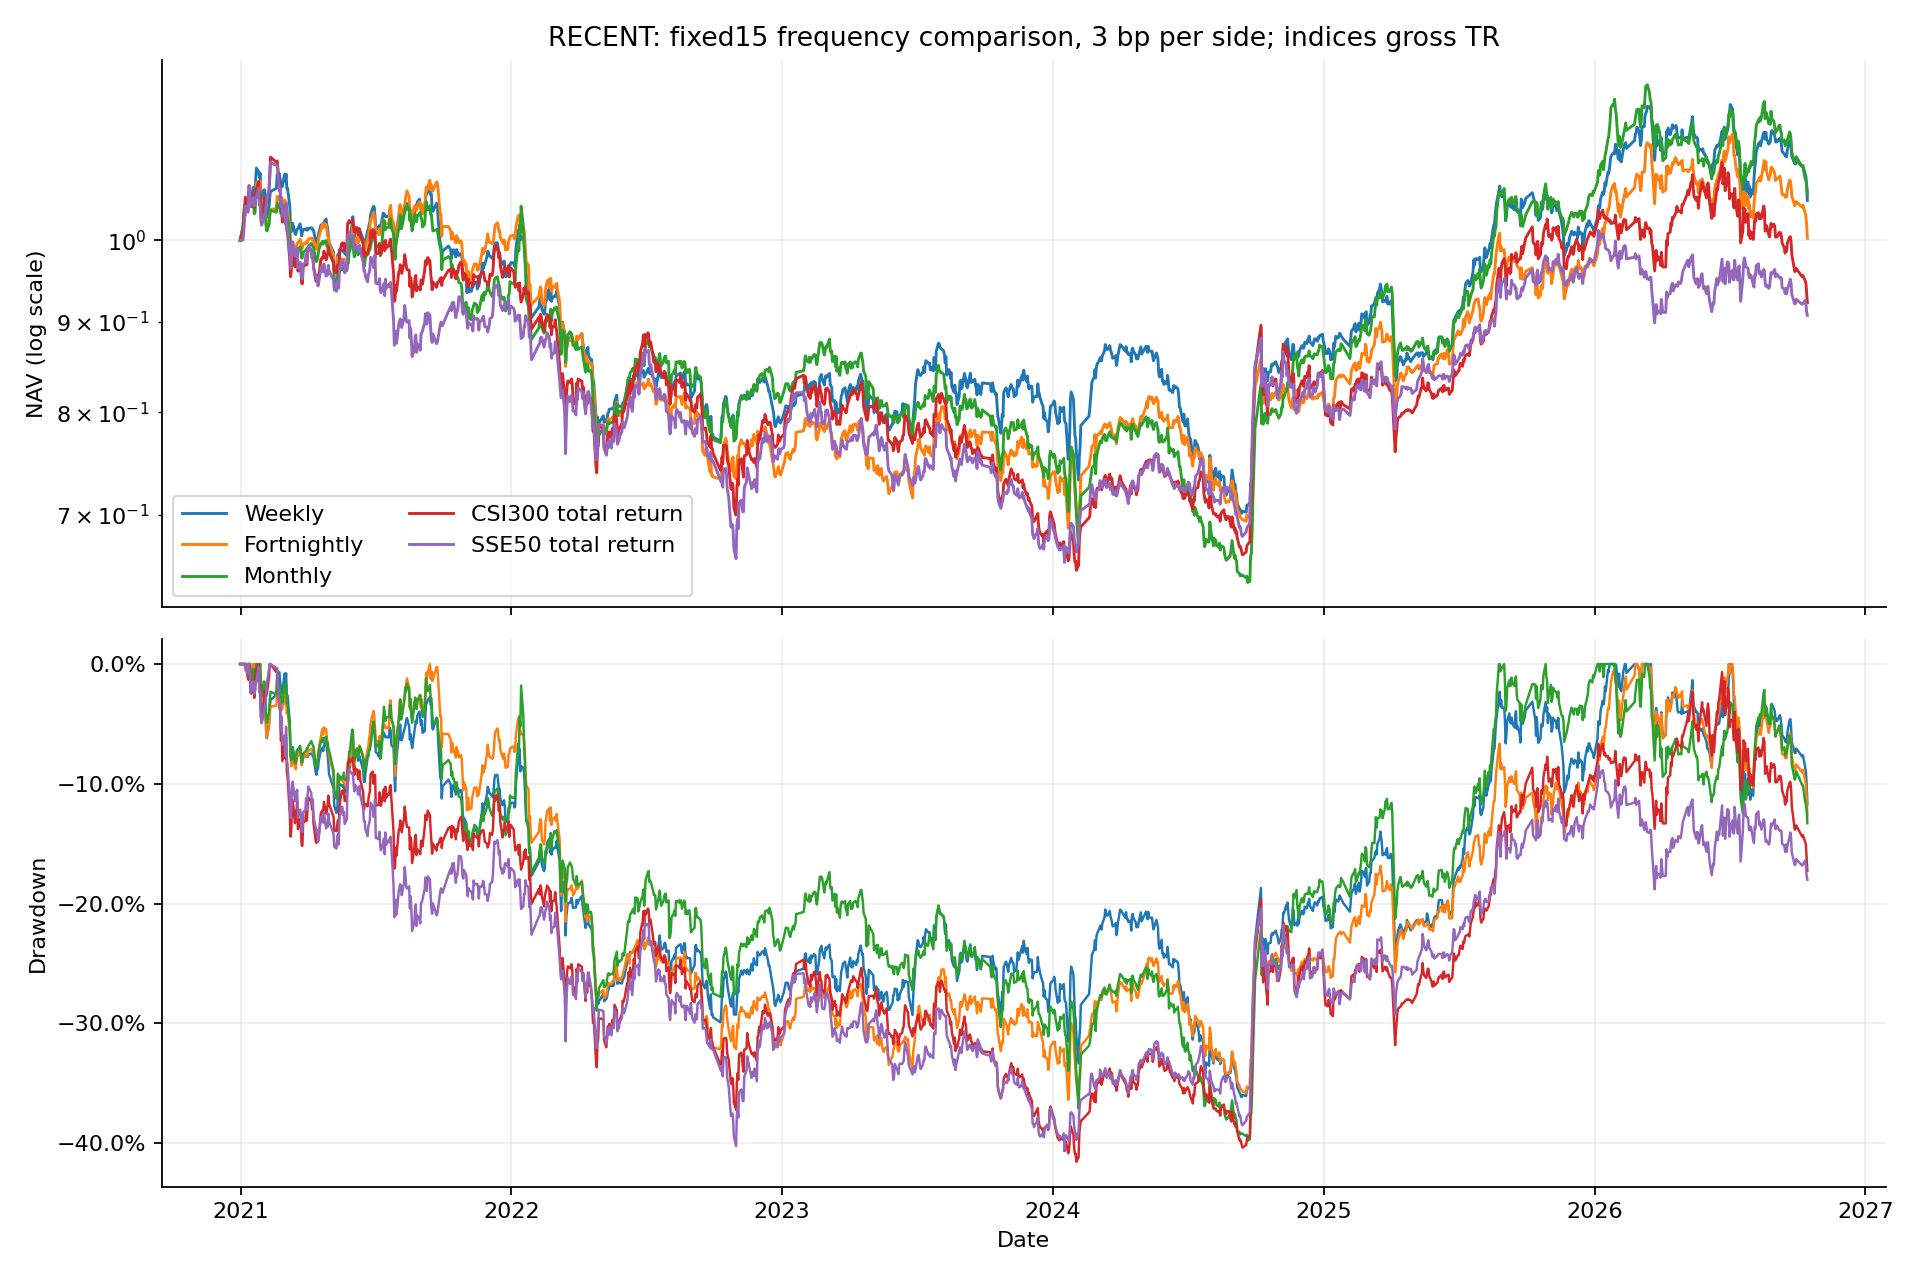 RECENT: fixed15 frequency comparison, 3 bp per side; indices gross TR
NAV (log scale)
10⁰
9 × 10⁻¹
8 × 10⁻¹
7 × 10⁻¹
Weekly
Fortnightly
Monthly
CSI300 total return
SSE50 total return
Drawdown
0.0%
−10.0%
−20.0%
−30.0%
−40.0%
2021 2022 2023 2024 2025 2026 2027
Date